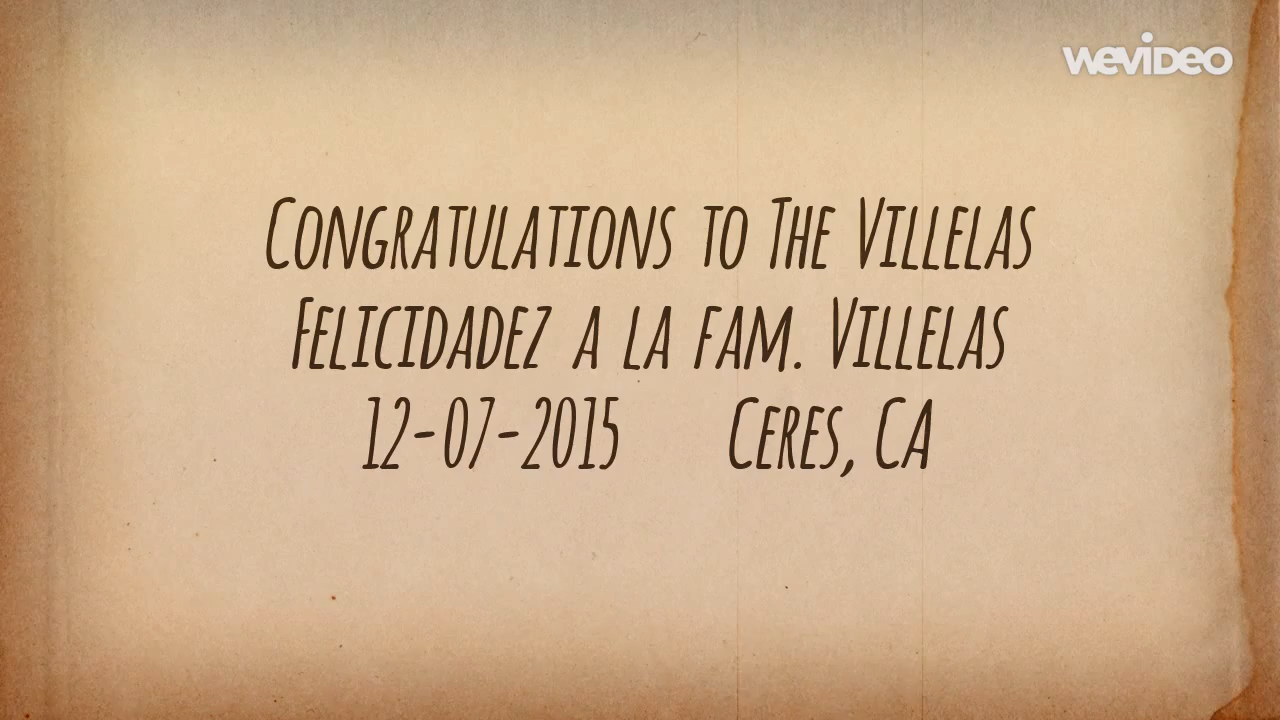 WEVIDEO
Congratulations to The Villelas
Felicidadez a la fam. Villelas
12-07-2015 Ceres, CA